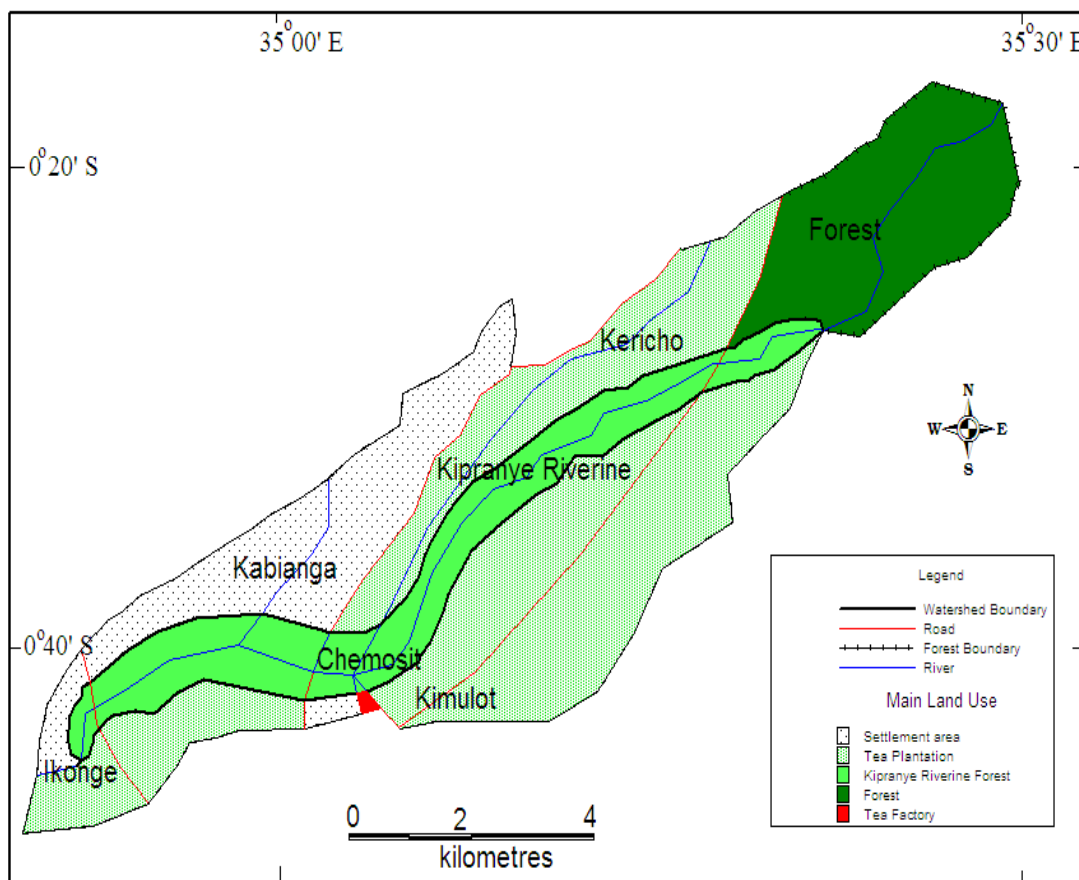 35°00' E
35°30' E
0°20' S
Forest
Kericho
N
W E
S
Kipranye Riverine
Kabianga
Legend
Watershed Boundary
Road
Forest Boundary
River
Main Land Use
Settlement area
Tea Plantation
Kipranye Riverine Forest
Forest
Tea Factory
0°40' S
Chemosit
Kimulot
Ikonge
0 2 4
kilometres